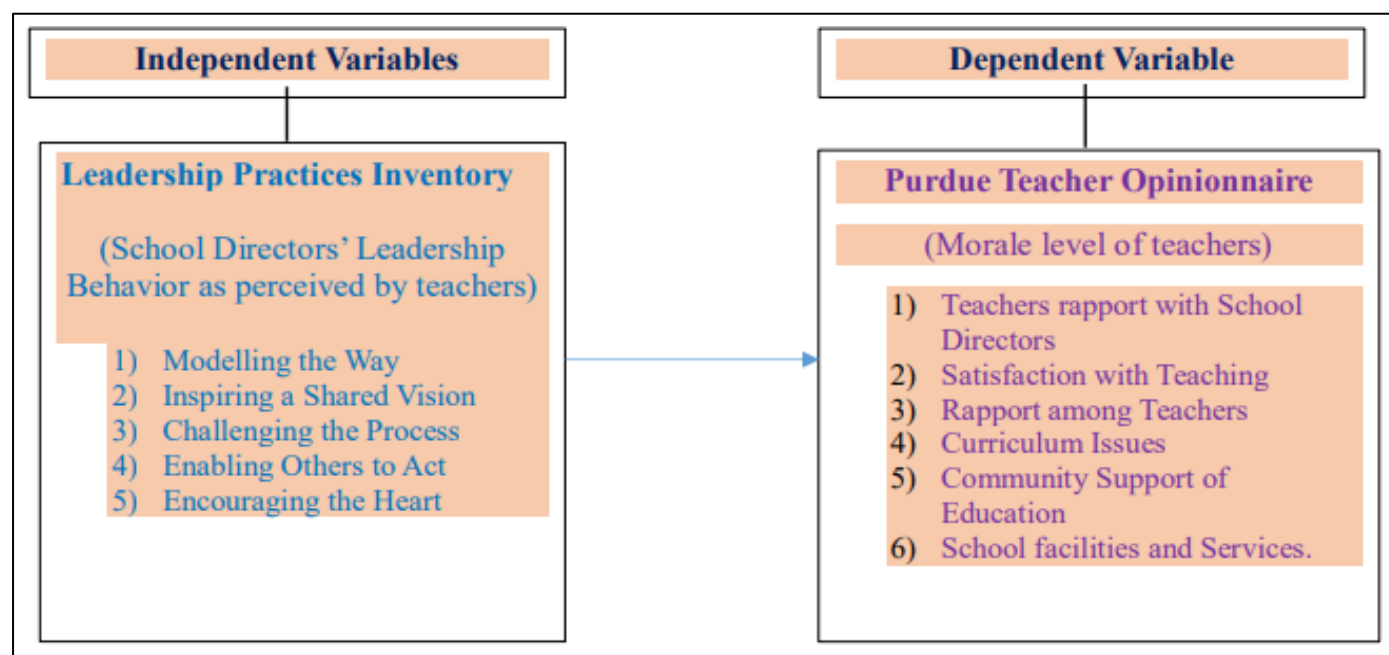 Independent Variables
Leadership Practices Inventory
(School Directors’ Leadership
Behavior as perceived by teachers)
1) Modelling the Way
2) Inspiring a Shared Vision
3) Challenging the Process
4) Enabling Others to Act
5) Encouraging the Heart
Dependent Variable
Purdue Teacher Opinionnaire
(Morale level of teachers)
1) Teachers rapport with School
Directors
2) Satisfaction with Teaching
3) Rapport among Teachers
4) Curriculum Issues
5) Community Support of
Education
6) School facilities and Services.